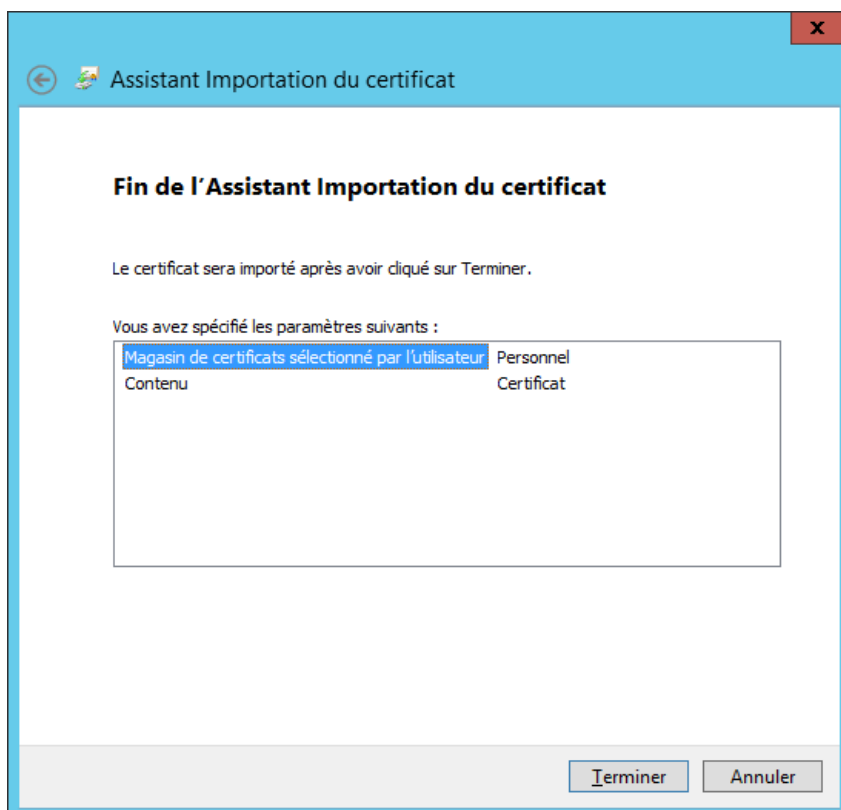 x
Assistant Importation du certificat
Fin de l’Assistant Importation du certificat
Le certificat sera importé après avoir cliqué sur Terminer.
Vous avez spécifié les paramètres suivants :
Magasin de certificats sélectionné par l’utilisateur Personnel
Contenu Certificat
Terminer Annuler